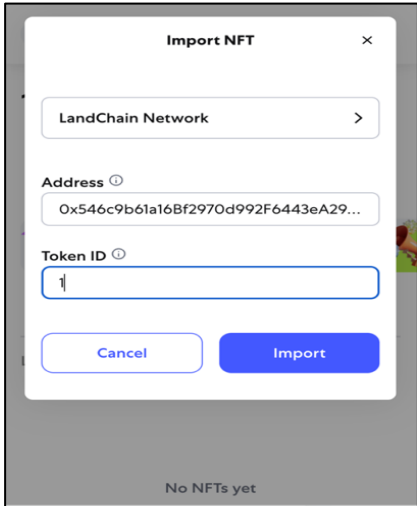 Import NFT
LandChain Network
Address
0x546c9b61a16Bf2970d992F6443eA29...
Token ID
1
Cancel
Import
No NFTs yet